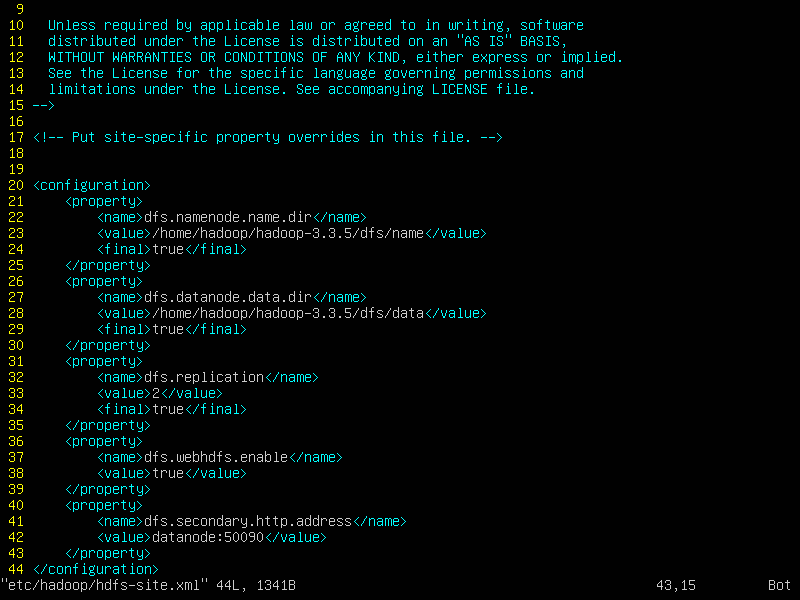 9
10   Unless required by applicable law or agreed to in writing, software
11   distributed under the License is distributed on an "AS IS" BASIS,
12   WITHOUT WARRANTIES OR CONDITIONS OF ANY KIND, either express or implied.
13   See the License for the specific language governing permissions and
14   limitations under the License. See accompanying LICENSE file.
15 -->
16
17 <!-- Put site-specific property overrides in this file. -->
18
19
20 <configuration>
21     <property>
22         <name>dfs.namenode.name.dir</name>
23         <value>/home/hadoop/hadoop-3.3.5/dfs/name</value>
24         <final>true</final>
25     </property>
26     <property>
27         <name>dfs.datanode.data.dir</name>
28         <value>/home/hadoop/hadoop-3.3.5/dfs/data</value>
29         <final>true</final>
30     </property>
31     <property>
32         <name>dfs.replication</name>
33         <value>2</value>
34         <final>true</final>
35     </property>
36     <property>
37         <name>dfs.webhdfs.enable</name>
38         <value>true</value>
39     </property>
40     <property>
41         <name>dfs.secondary.http.address</name>
42         <value>datanode:50090</value>
43     </property>
44 </configuration>
"etc/hadoop/hdfs-site.xml" 44L, 1341B 43,15 Bot